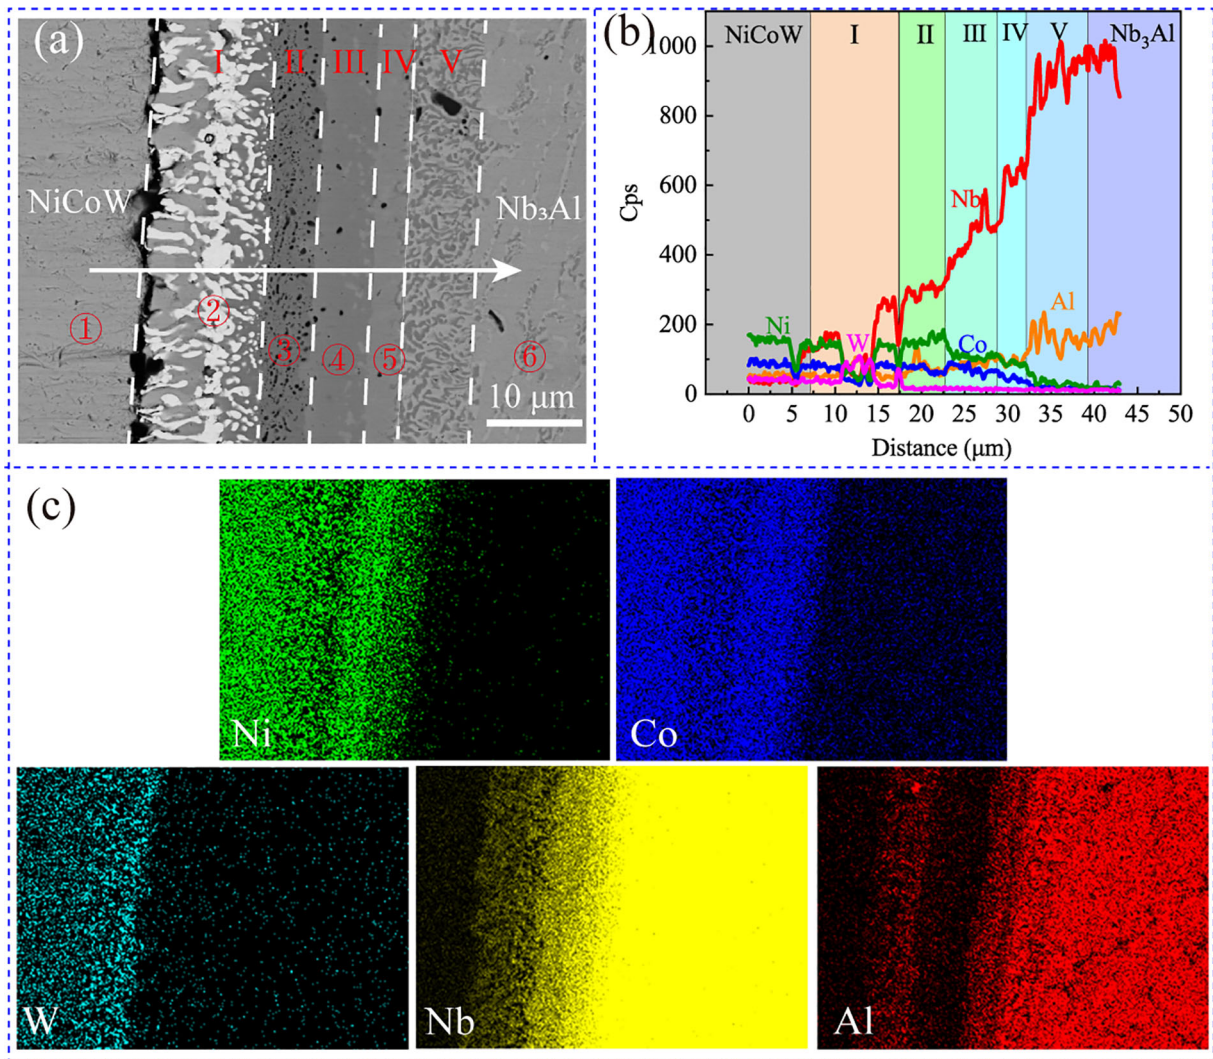 (a)
I II III IV V
NiCoW
Nb₃Al
① ② ③ ④ ⑤ ⑥
10 μm
(b)
NiCoW I II III IV V Nb₃Al
1000
800
600
400
200
0
Cps
Nb
Al
Ni
W
Co
0 5 10 15 20 25 30 35 40 45 50
Distance (μm)
(c)
Ni
Co
W
Nb
Al